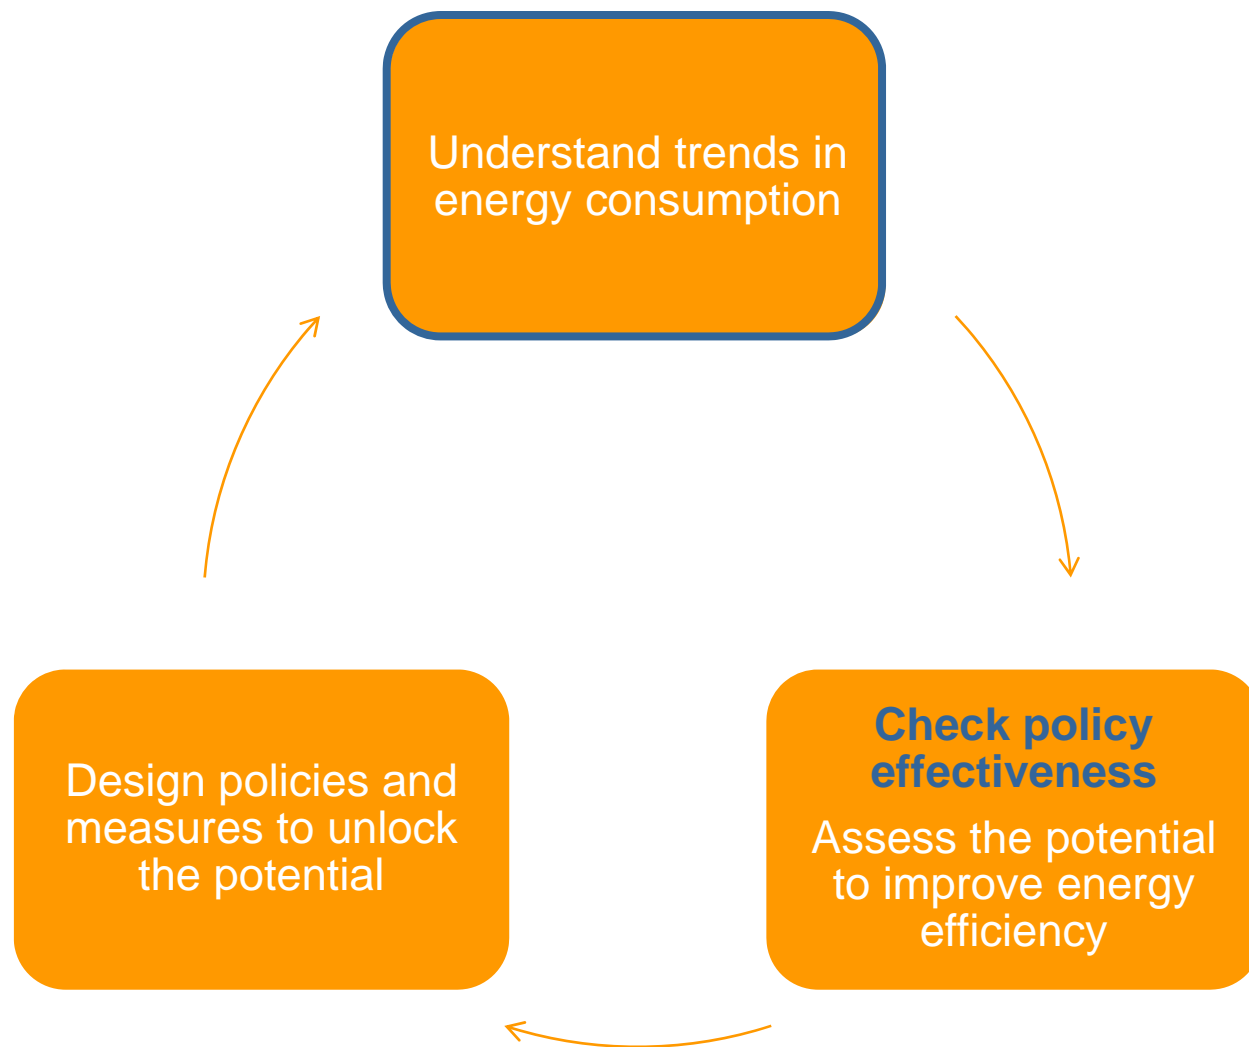 Understand trends in
energy consumption
Check policy
effectiveness
Assess the potential
to improve energy
efficiency
Design policies and
measures to unlock
the potential